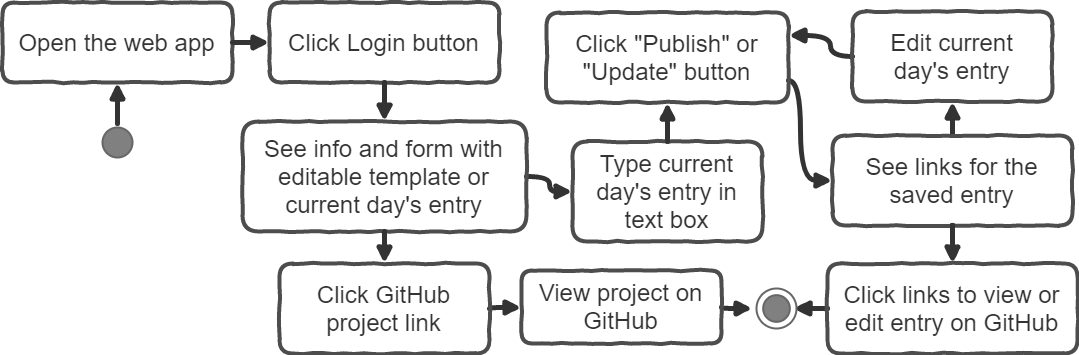 Open the web app
Click Login button
See info and form with
editable template or
current day's entry
Click GitHub
project link
View project on
GitHub
Type current
day's entry in
text box
Click "Publish" or
"Update" button
See links for the
saved entry
Edit current
day's entry
Click links to view or
edit entry on GitHub